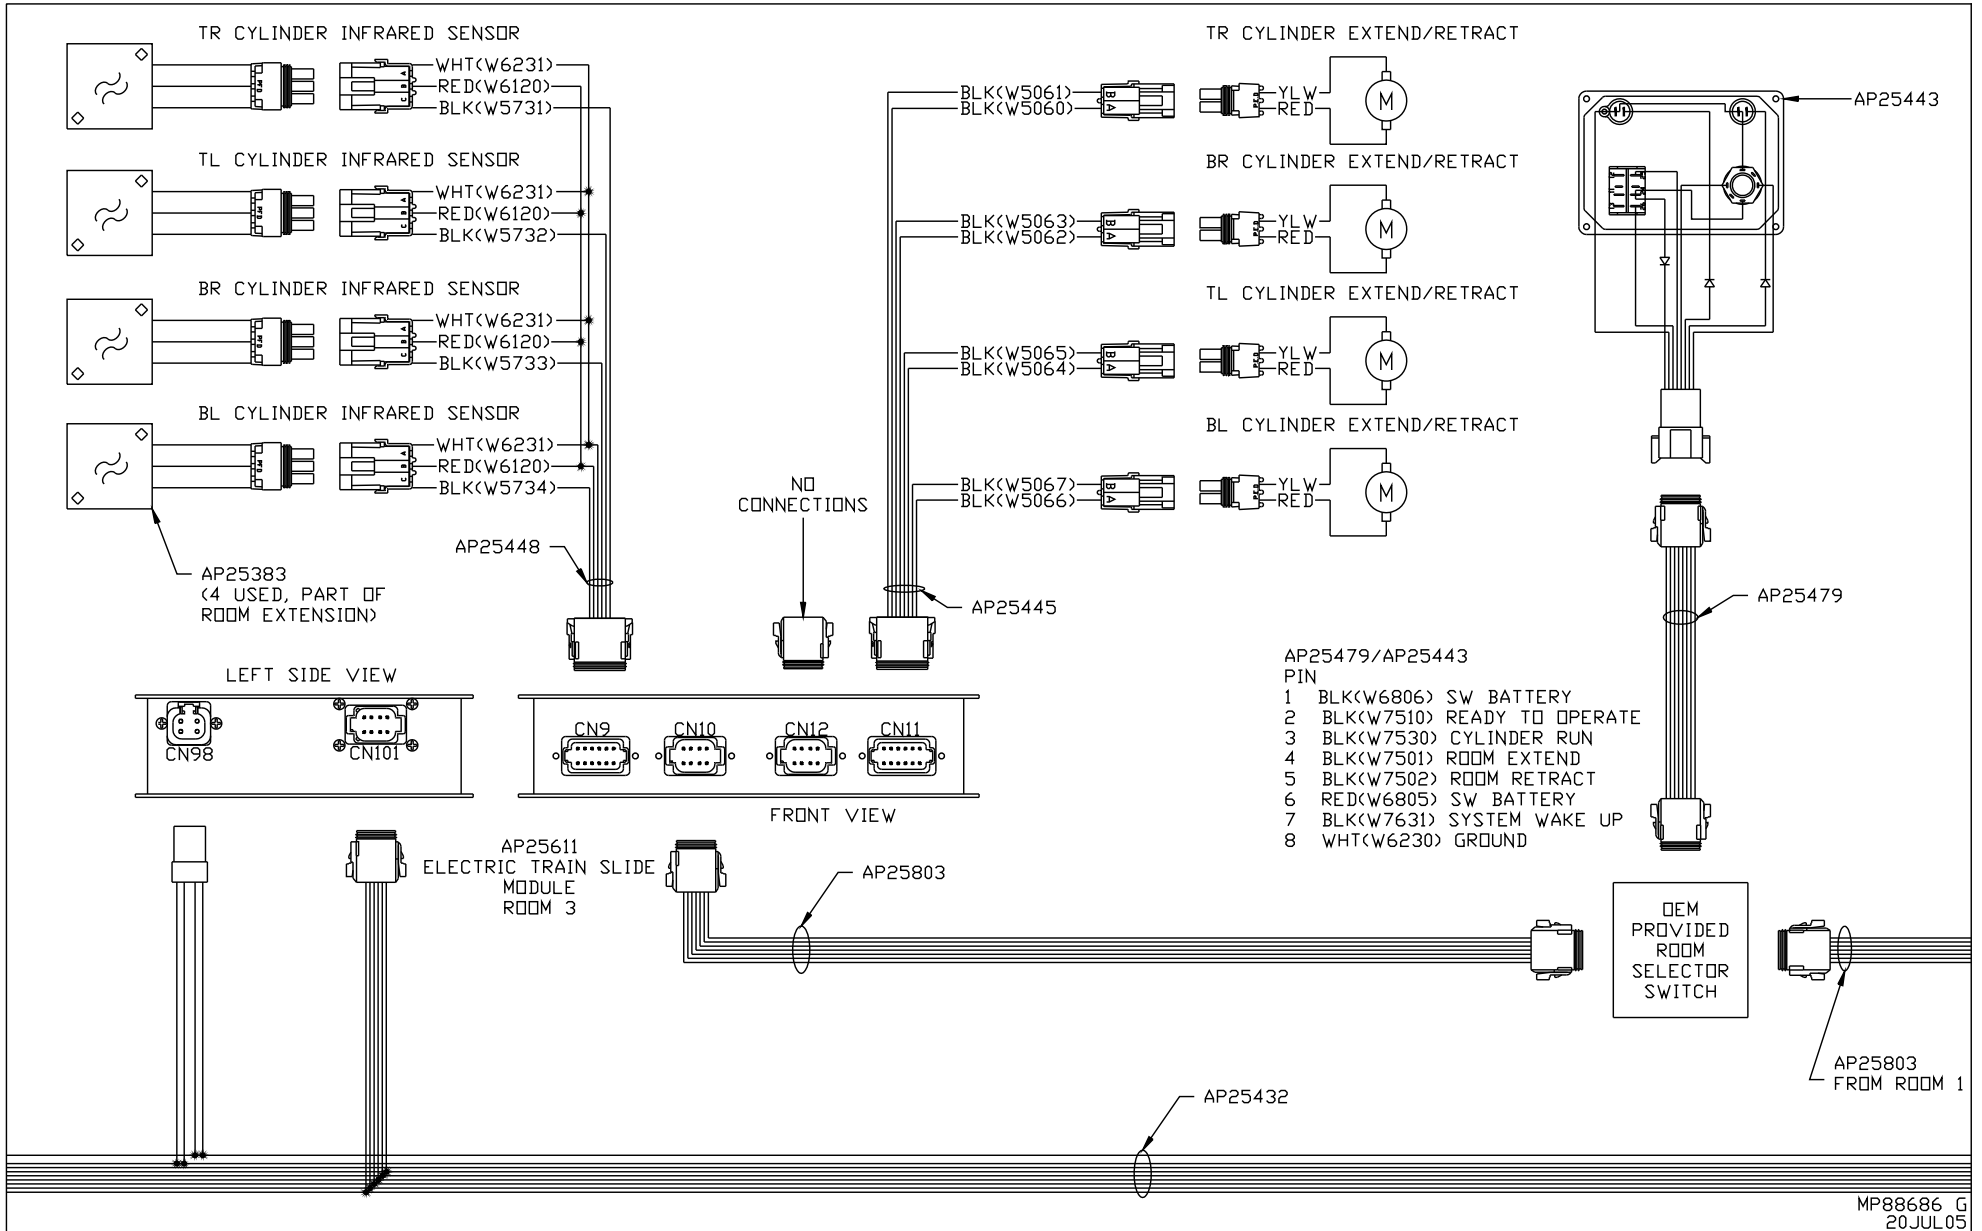 TR CYLINDER INFRARED SENSOR
WHT(W6231)
RED(W6120)
BLK(W5731)
A
B
C
PED
TL CYLINDER INFRARED SENSOR
WHT(W6231)
RED(W6120)
BLK(W5732)
A
B
C
PED
BR CYLINDER INFRARED SENSOR
WHT(W6231)
RED(W6120)
BLK(W5733)
A
B
C
PED
BL CYLINDER INFRARED SENSOR
WHT(W6231)
RED(W6120)
BLK(W5734)
A
B
C
PED
AP25383
(4 USED, PART OF
ROOM EXTENSION)
AP25448
NO
CONNECTIONS
TR CYLINDER EXTEND/RETRACT
BLK(W5061)
BLK(W5060)
B
A
PED
YLW
RED
M
BR CYLINDER EXTEND/RETRACT
BLK(W5063)
BLK(W5062)
B
A
PED
YLW
RED
M
TL CYLINDER EXTEND/RETRACT
BLK(W5065)
BLK(W5064)
B
A
PED
YLW
RED
M
BL CYLINDER EXTEND/RETRACT
BLK(W5067)
BLK(W5066)
B
A
PED
YLW
RED
M
AP25445
AP25443
AP25479
AP25479/AP25443
PIN
1 BLK(W6806) SW BATTERY
2 BLK(W7510) READY TO OPERATE
3 BLK(W7530) CYLINDER RUN
4 BLK(W7501) ROOM EXTEND
5 BLK(W7502) ROOM RETRACT
6 RED(W6805) SW BATTERY
7 BLK(W7631) SYSTEM WAKE UP
8 WHT(W6230) GROUND
LEFT SIDE VIEW
CN98
CN101
CN9
CN10
CN12
CN11
FRONT VIEW
AP25611
ELECTRIC TRAIN SLIDE
MODULE
ROOM 3
AP25803
OEM
PROVIDED
ROOM
SELECTOR
SWITCH
AP25803
FROM ROOM 1
AP25432
MP88686 G
20JUL05